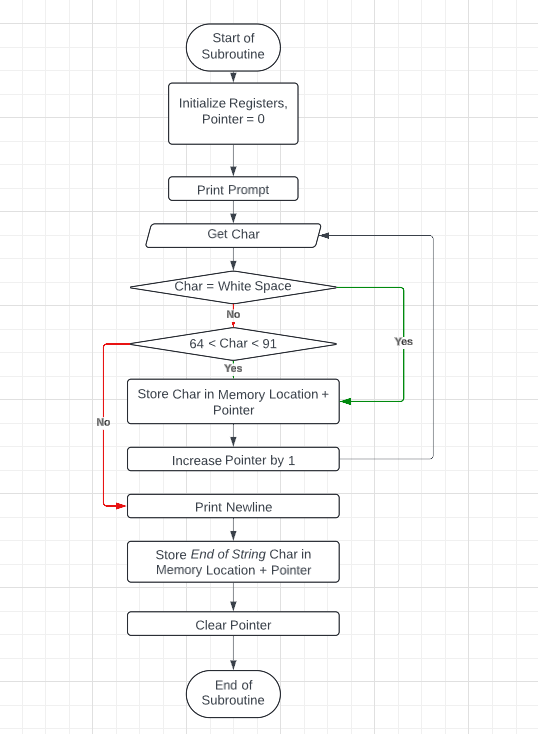 Start of
Subroutine
Initialize Registers,
Pointer = 0
Print Prompt
Get Char
Char = White Space
No
64 < Char < 91
Yes
Yes
Store Char in Memory Location +
Pointer
No
Increase Pointer by 1
Print Newline
Store End of String Char in
Memory Location + Pointer
Clear Pointer
End of
Subroutine